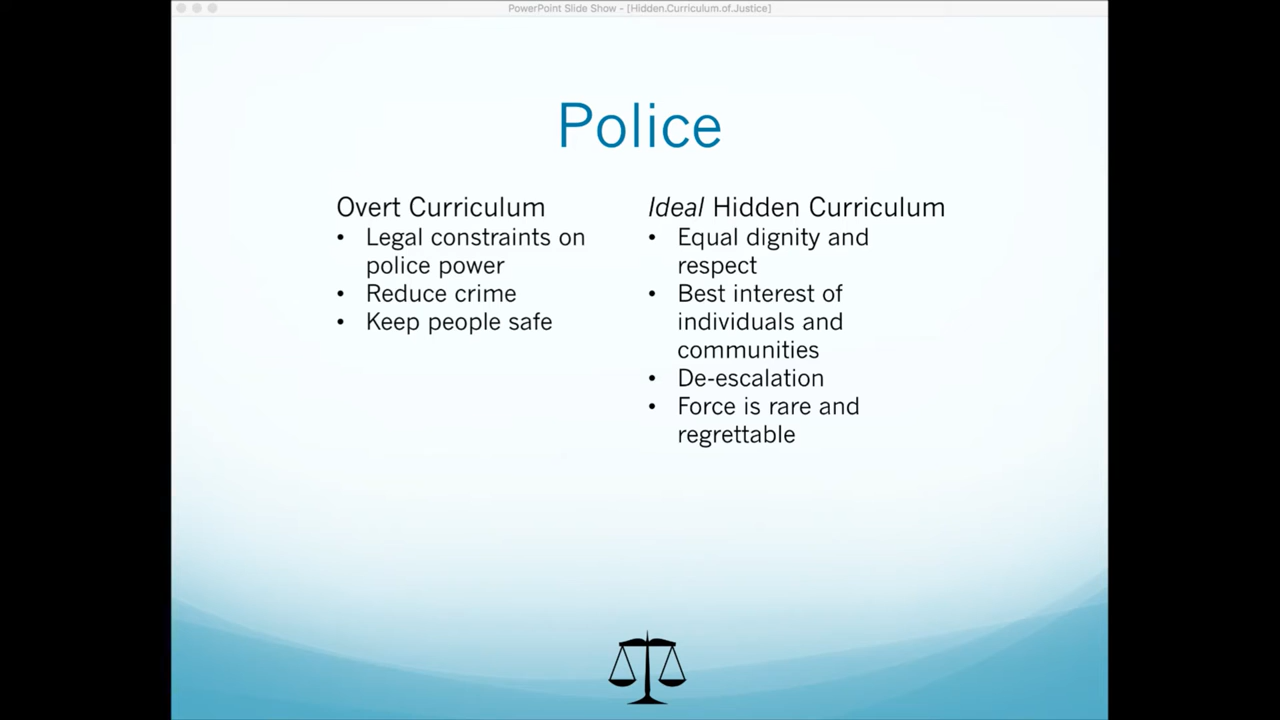 PowerPoint Slide Show - [Hidden.Curriculum.of.Justice]
Police
Overt Curriculum
• Legal constraints on
police power
• Reduce crime
• Keep people safe
Ideal Hidden Curriculum
• Equal dignity and
respect
• Best interest of
individuals and
communities
• De-escalation
• Force is rare and
regrettable